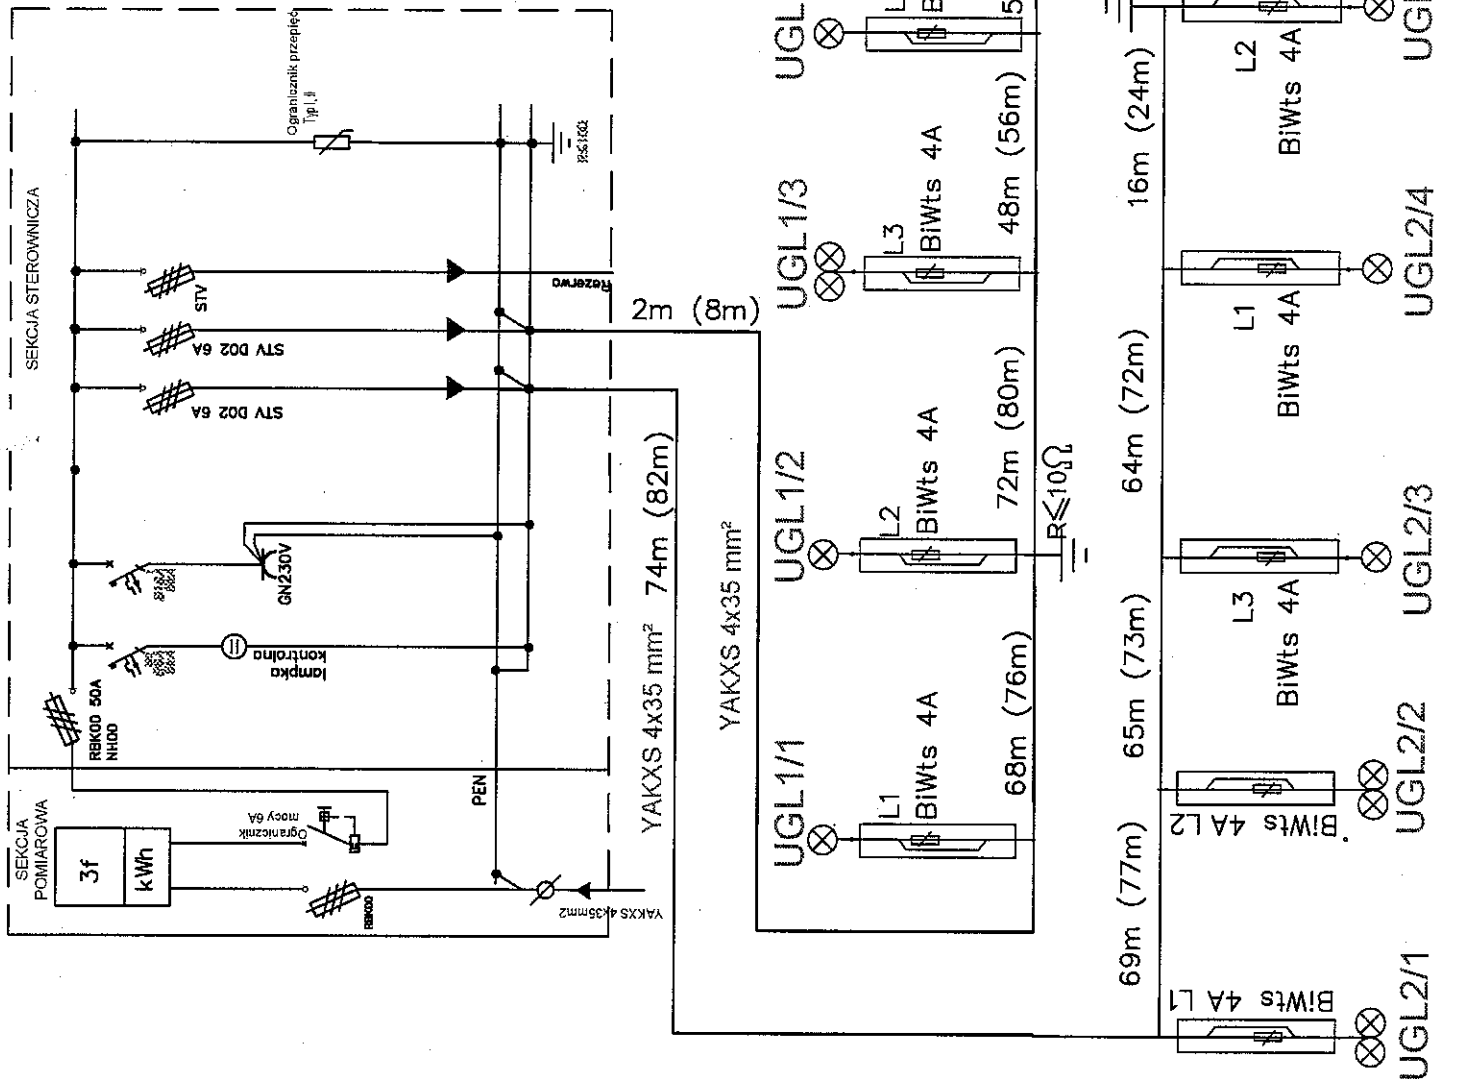 SEKCJA STEROWNICZA
Ogranicznik przepięć
Typ I, II
STV
Rezerwa
STV D02 6A
STV D02 6A
GN230V
lampka
kontrolna
RBK00 50A
NH00
SEKCJA
POMIAROWA
3f
kWh
Ogranicznik
mocy 6A
RBK00
PEN
YAKXS 4x35mm2
YAKXS 4x35 mm² 74m (82m)
YAKXS 4x35 mm²
2m (8m)
UGL1/3
L3
BiWts 4A
48m (56m)
UGL1/2
L2
BiWts 4A
72m (80m)
R≤10Ω
UGL1/1
L1
BiWts 4A
68m (76m)
16m (24m)
L2
BiWts 4A
UGL2/4
L1
BiWts 4A
64m (72m)
UGL2/3
L3
BiWts 4A
65m (73m)
UGL2/2
BiWts 4A L2
69m (77m)
UGL2/1
BiWts 4A L1